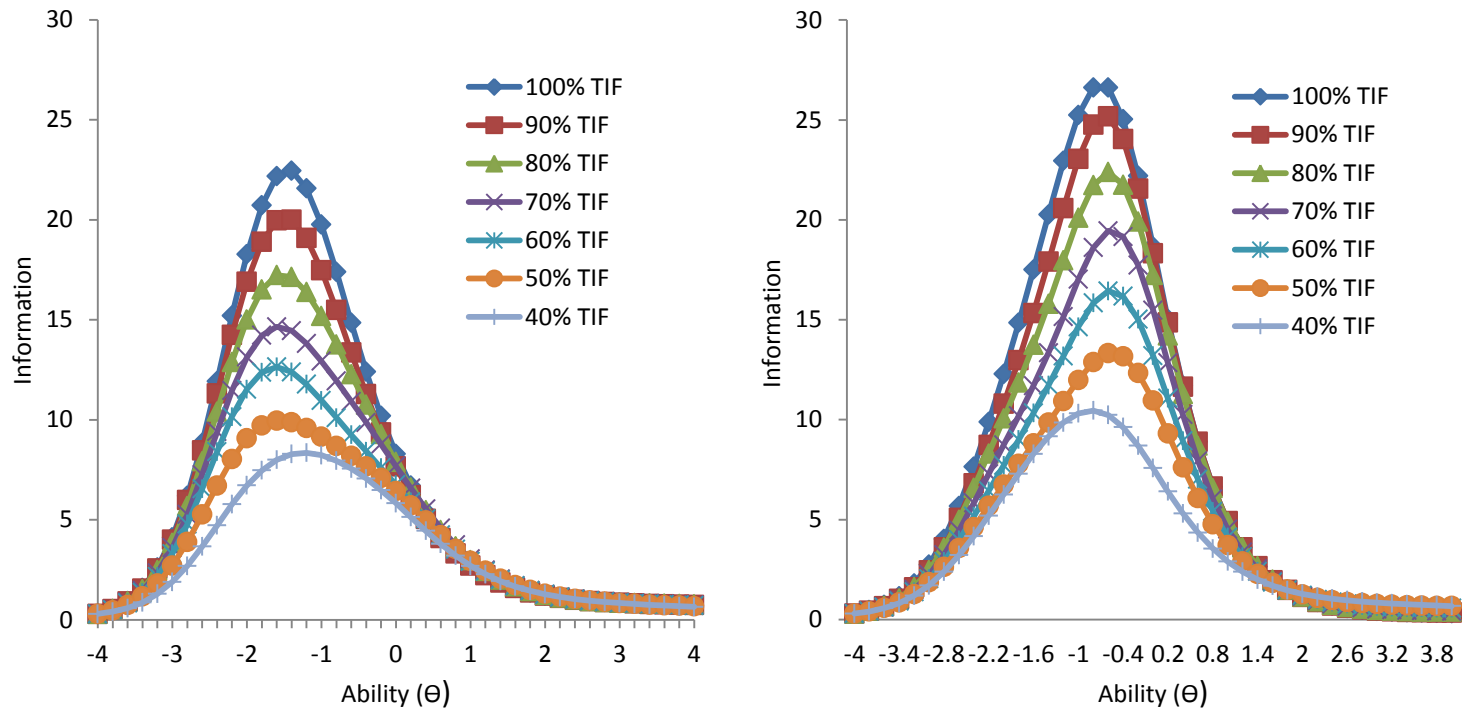 30
25
20
15
10
5
0
Information
-4 -3 -2 -1 0 1 2 3 4
Ability (Ɵ)
100% TIF
90% TIF
80% TIF
70% TIF
60% TIF
50% TIF
40% TIF
30
25
20
15
10
5
0
Information
-4 -3.4 -2.8 -2.2 -1.6 -1 -0.4 0.2 0.8 1.4 2 2.6 3.2 3.8
Ability (Ɵ)
100% TIF
90% TIF
80% TIF
70% TIF
60% TIF
50% TIF
40% TIF